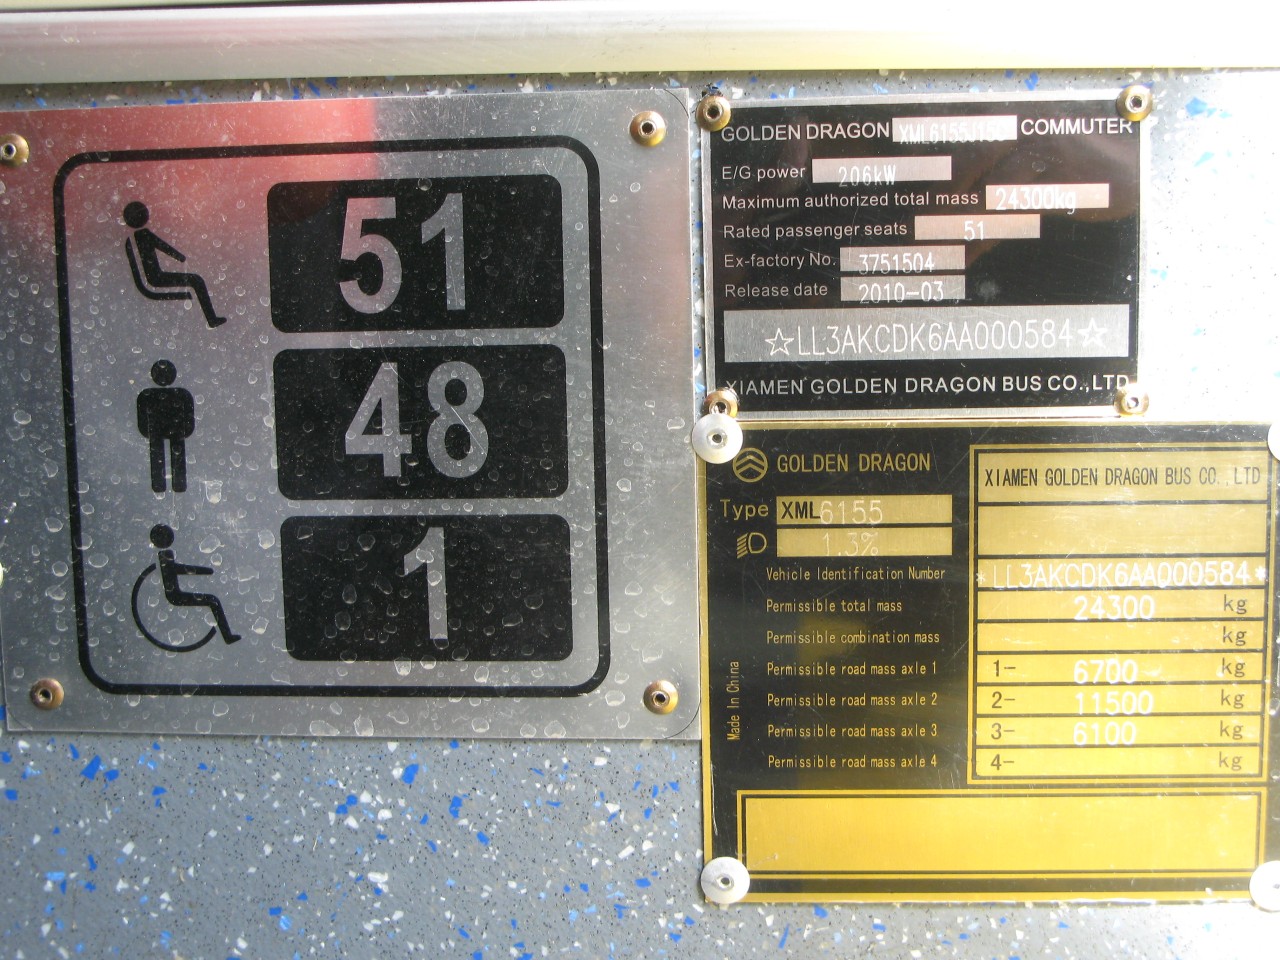 51
48
1
GOLDEN DRAGON XML6155J15C COMMUTER
E/G power 206kW
Maximum authorized total mass 24300kg
Rated passenger seats 51
Ex-factory No. 3751504
Release date 2010-03
☆LL3AKCDK6AA000584☆
XIAMEN GOLDEN DRAGON BUS CO.,LTD
GOLDEN DRAGON
XIAMEN GOLDEN DRAGON BUS CO.,LTD
Type XML6155
1.3%
Vehicle Identification Number *LL3AKCDK6AA000584*
Permissible total mass 24300 kg
Permissible combination mass kg
Permissible road mass axle 1 1- 6700 kg
Permissible road mass axle 2 2- 11500 kg
Permissible road mass axle 3 3- 6100 kg
Permissible road mass axle 4 4- kg
Made In China